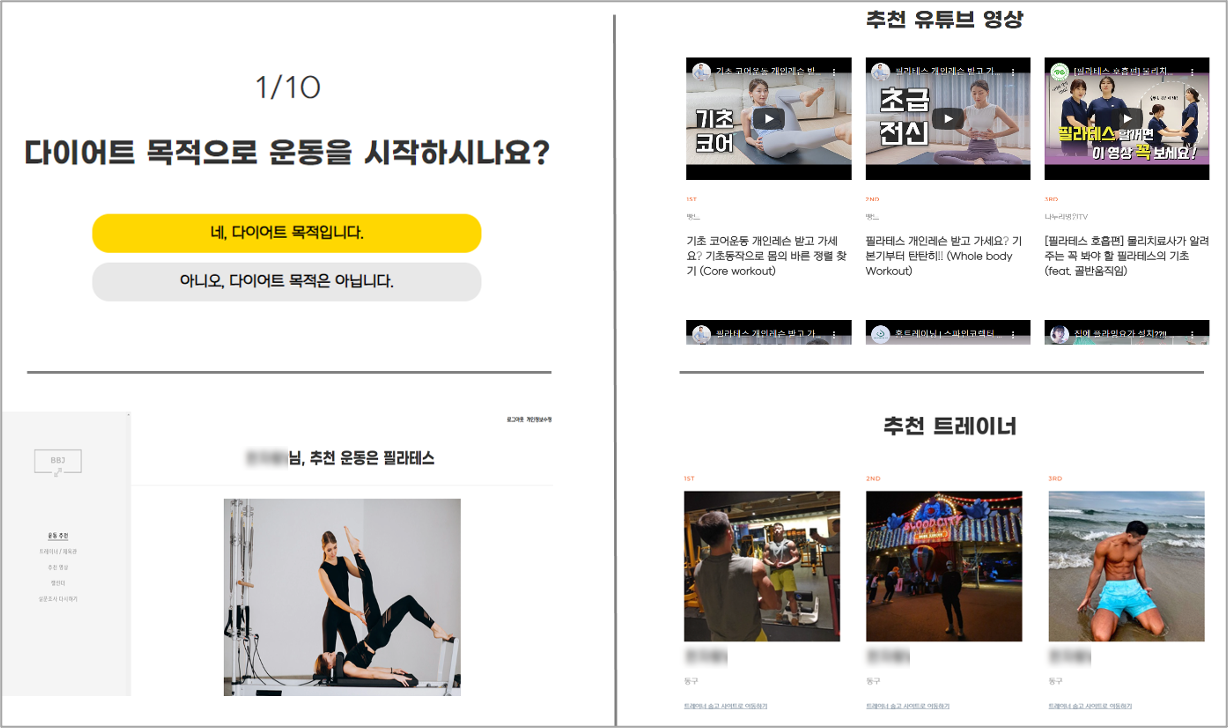 1/10
다이어트 목적으로 운동을 시작하시나요?
네, 다이어트 목적입니다.
아니오, 다이어트 목적은 아닙니다.
로그아웃 개인정보수정
BBJ
님, 추천 운동은 필라테스
운동 추천
트레이너 / 체육관
추천 영상
캘린더
설문조사 다시하기
추천 유튜브 영상
기초 코어운동 개인레슨 받...
기초
코어
필라테스 개인레슨 받고 가...
초급
전신
[필라테스 호흡편] 물리치...
필라테스 할꺼면
이 영상 꼭 보세요!
1ST
2ND
3RD
빵느
빵느
나누리병원TV
기초 코어운동 개인레슨 받고 가세
요? 기초동작으로 몸의 바른 정렬 찾
기 (Core workout)
필라테스 개인레슨 받고 가세요? 기
본기부터 탄탄히!! (Whole body
Workout)
[필라테스 호흡편] 물리치료사가 알려
주는 꼭 봐야 할 필라테스의 기초
(feat. 골반움직임)
필라테스 개인레슨 받고 가...
홈트레이닝 I 스파인코렉터...
집에 플라잉요가 설치??!!
추천 트레이너
1ST
2ND
3RD
BLOOD CITY
동구
동구
동구
트레이너 숨고 사이트로 이동하기
트레이너 숨고 사이트로 이동하기
트레이너 숨고 사이트로 이동하기